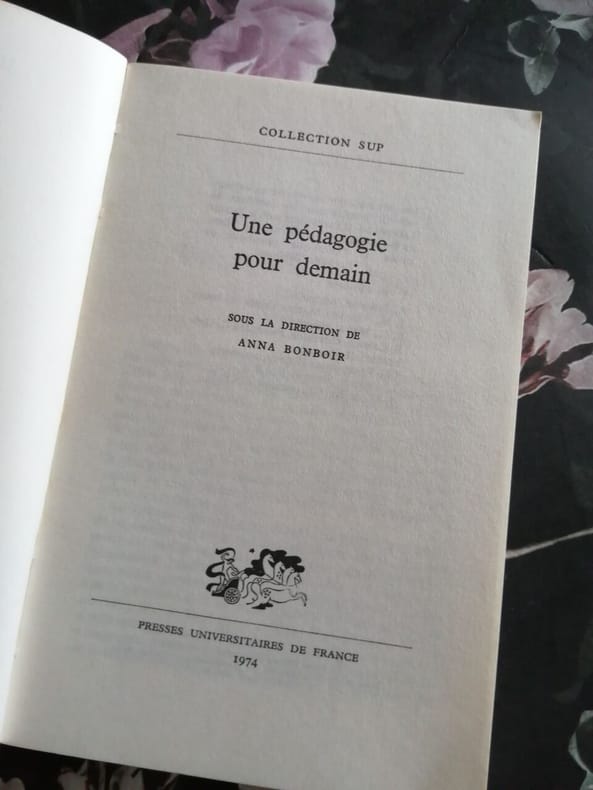 COLLECTION SUP
Une pédagogie
pour demain
SOUS LA DIRECTION DE
ANNA BONBOIR
PRESSES UNIVERSITAIRES DE FRANCE
1974